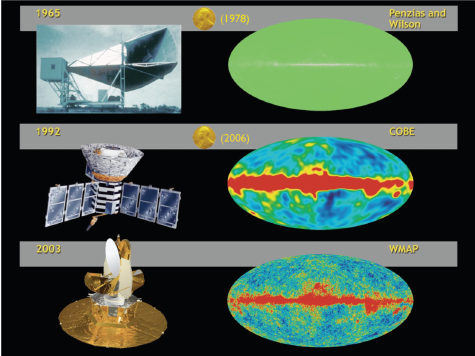 1965
(1978)
Penzias and
Wilson
1992
(2006)
COBE
2003
WMAP